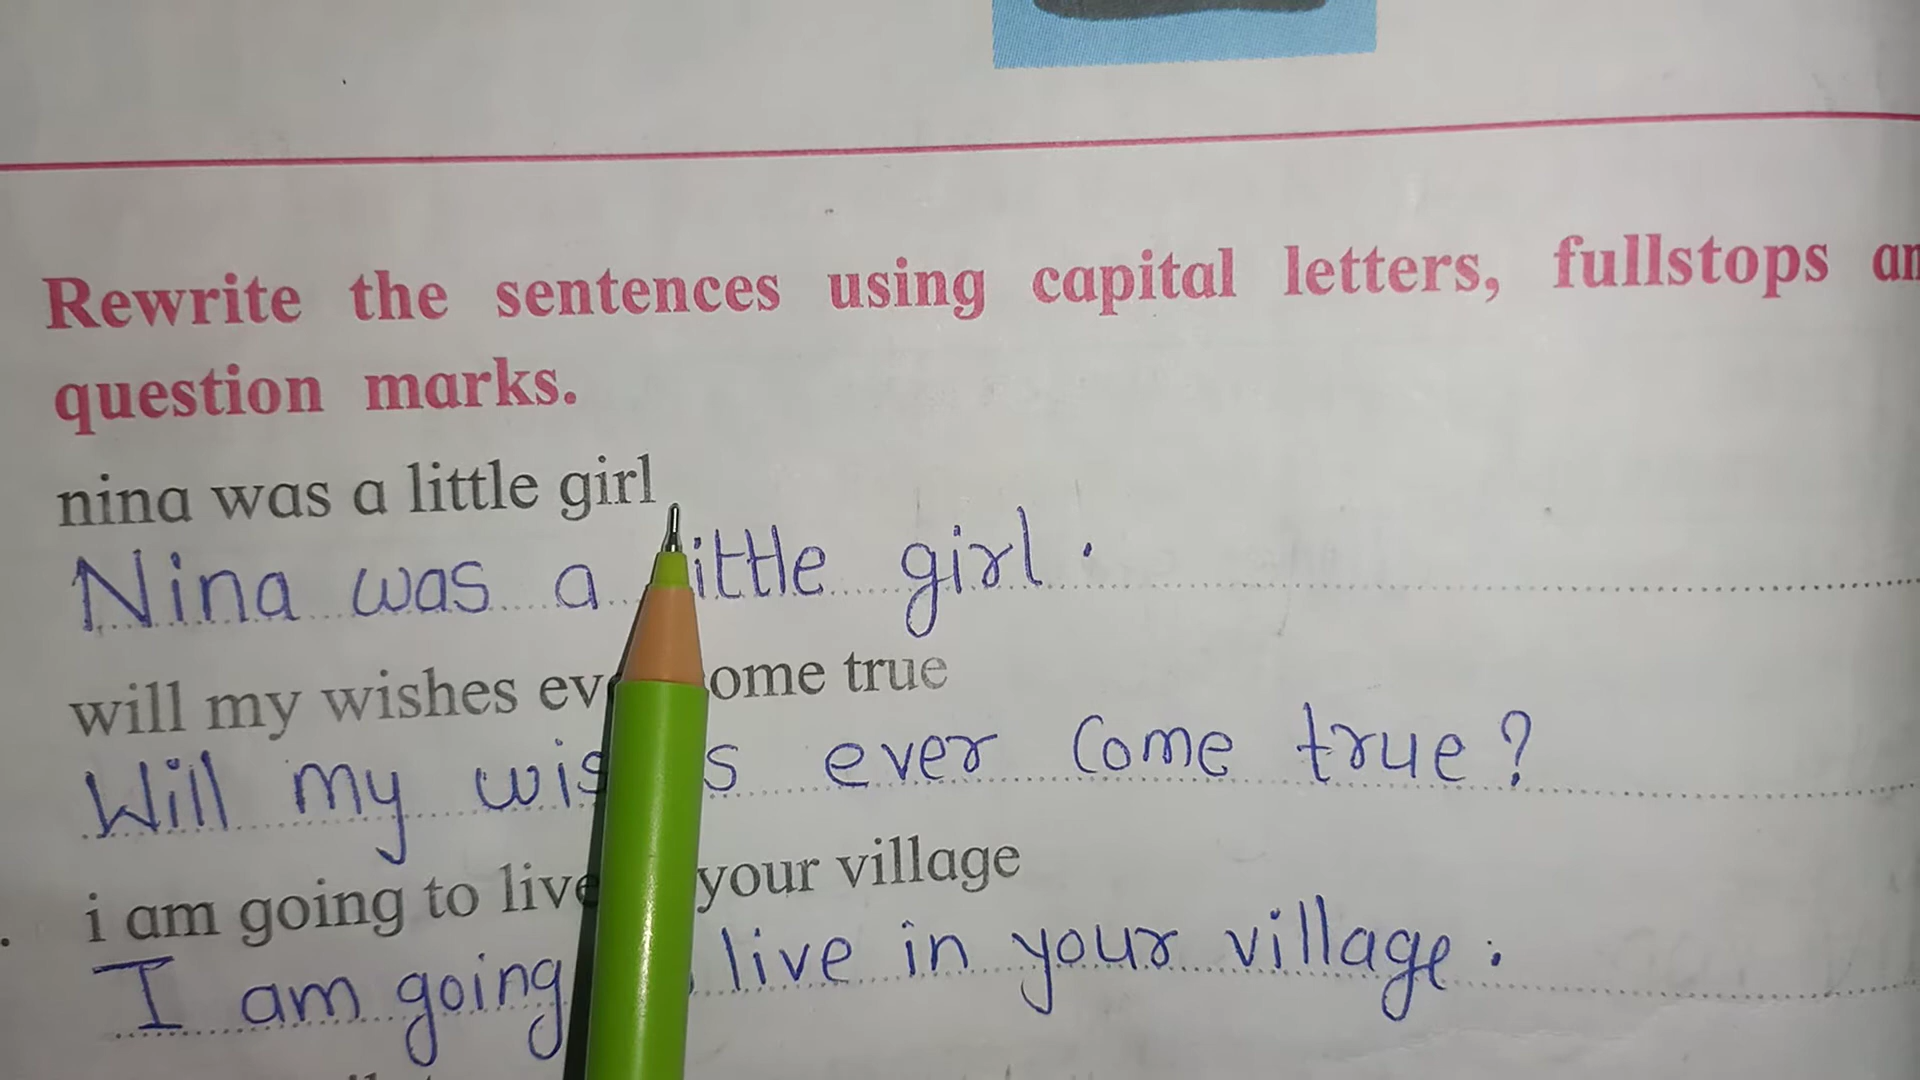 Rewrite the sentences using capital letters, fullstops an
question marks.
nina was a little girl
Nina was a ittle girl.
will my wishes eve ome true
Will my wis s ever Come true?
i am going to live your village
I am going live in your village.